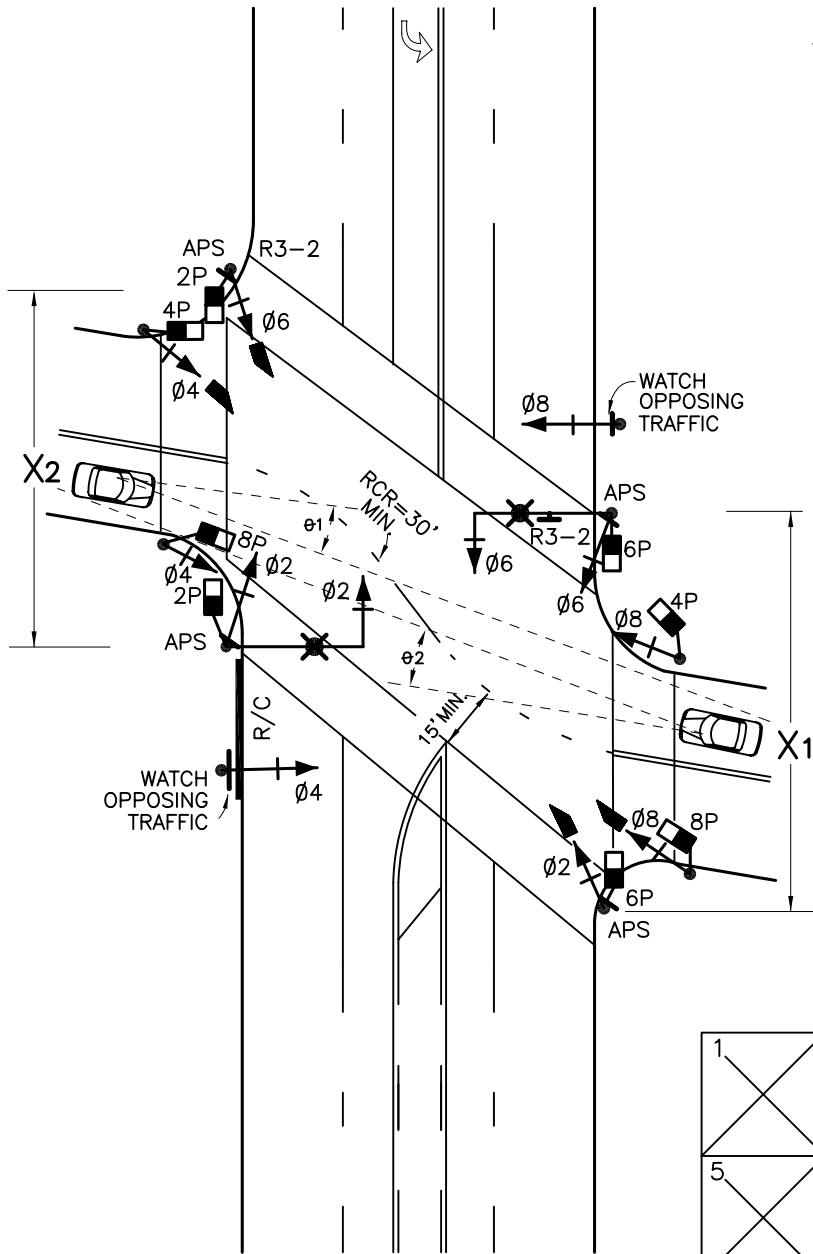 APS R3-2
2P
4P
Ø6
Ø4
WATCH
OPPOSING
TRAFFIC
Ø8
X2
RCR=30'
MIN.
θ1
APS
R3-2
8P
Ø2
Ø4
Ø2
Ø6
6P
Ø6
4P
Ø8
2P
APS
θ2
R/C
15' MIN.
X1
WATCH
OPPOSING
TRAFFIC
Ø4
Ø8
8P
Ø2
6P
APS
1
5